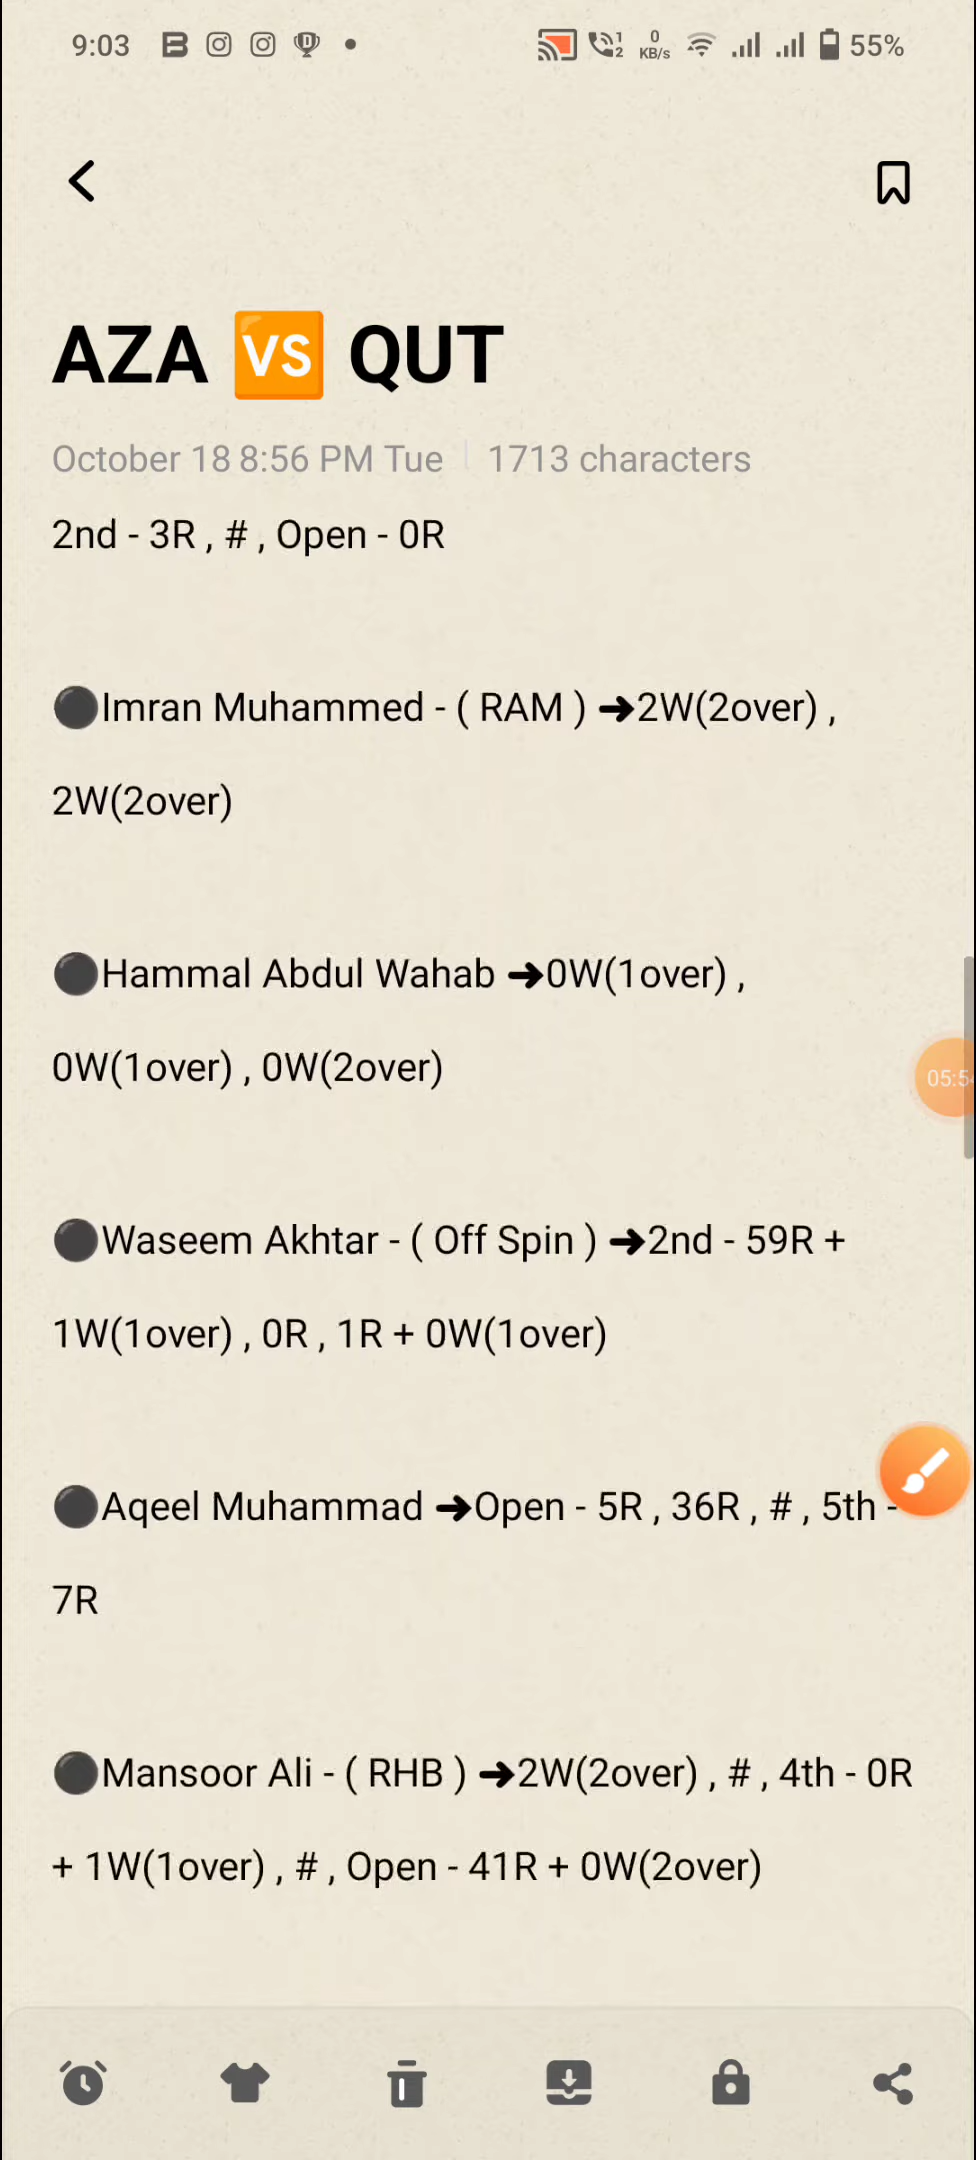 9:03 0 KB/s 55%
AZA VS QUT
October 18 8:56 PM Tue | 1713 characters
2nd - 3R , # , Open - 0R
⚫Imran Muhammed - ( RAM ) ➔2W(2over) ,
2W(2over)
⚫Hammal Abdul Wahab ➔0W(1over) ,
0W(1over) , 0W(2over)
⚫Waseem Akhtar - ( Off Spin ) ➔2nd - 59R +
1W(1over) , 0R , 1R + 0W(1over)
⚫Aqeel Muhammad ➔Open - 5R , 36R , # , 5th -
7R
⚫Mansoor Ali - ( RHB ) ➔2W(2over) , # , 4th - 0R
+ 1W(1over) , # , Open - 41R + 0W(2over)